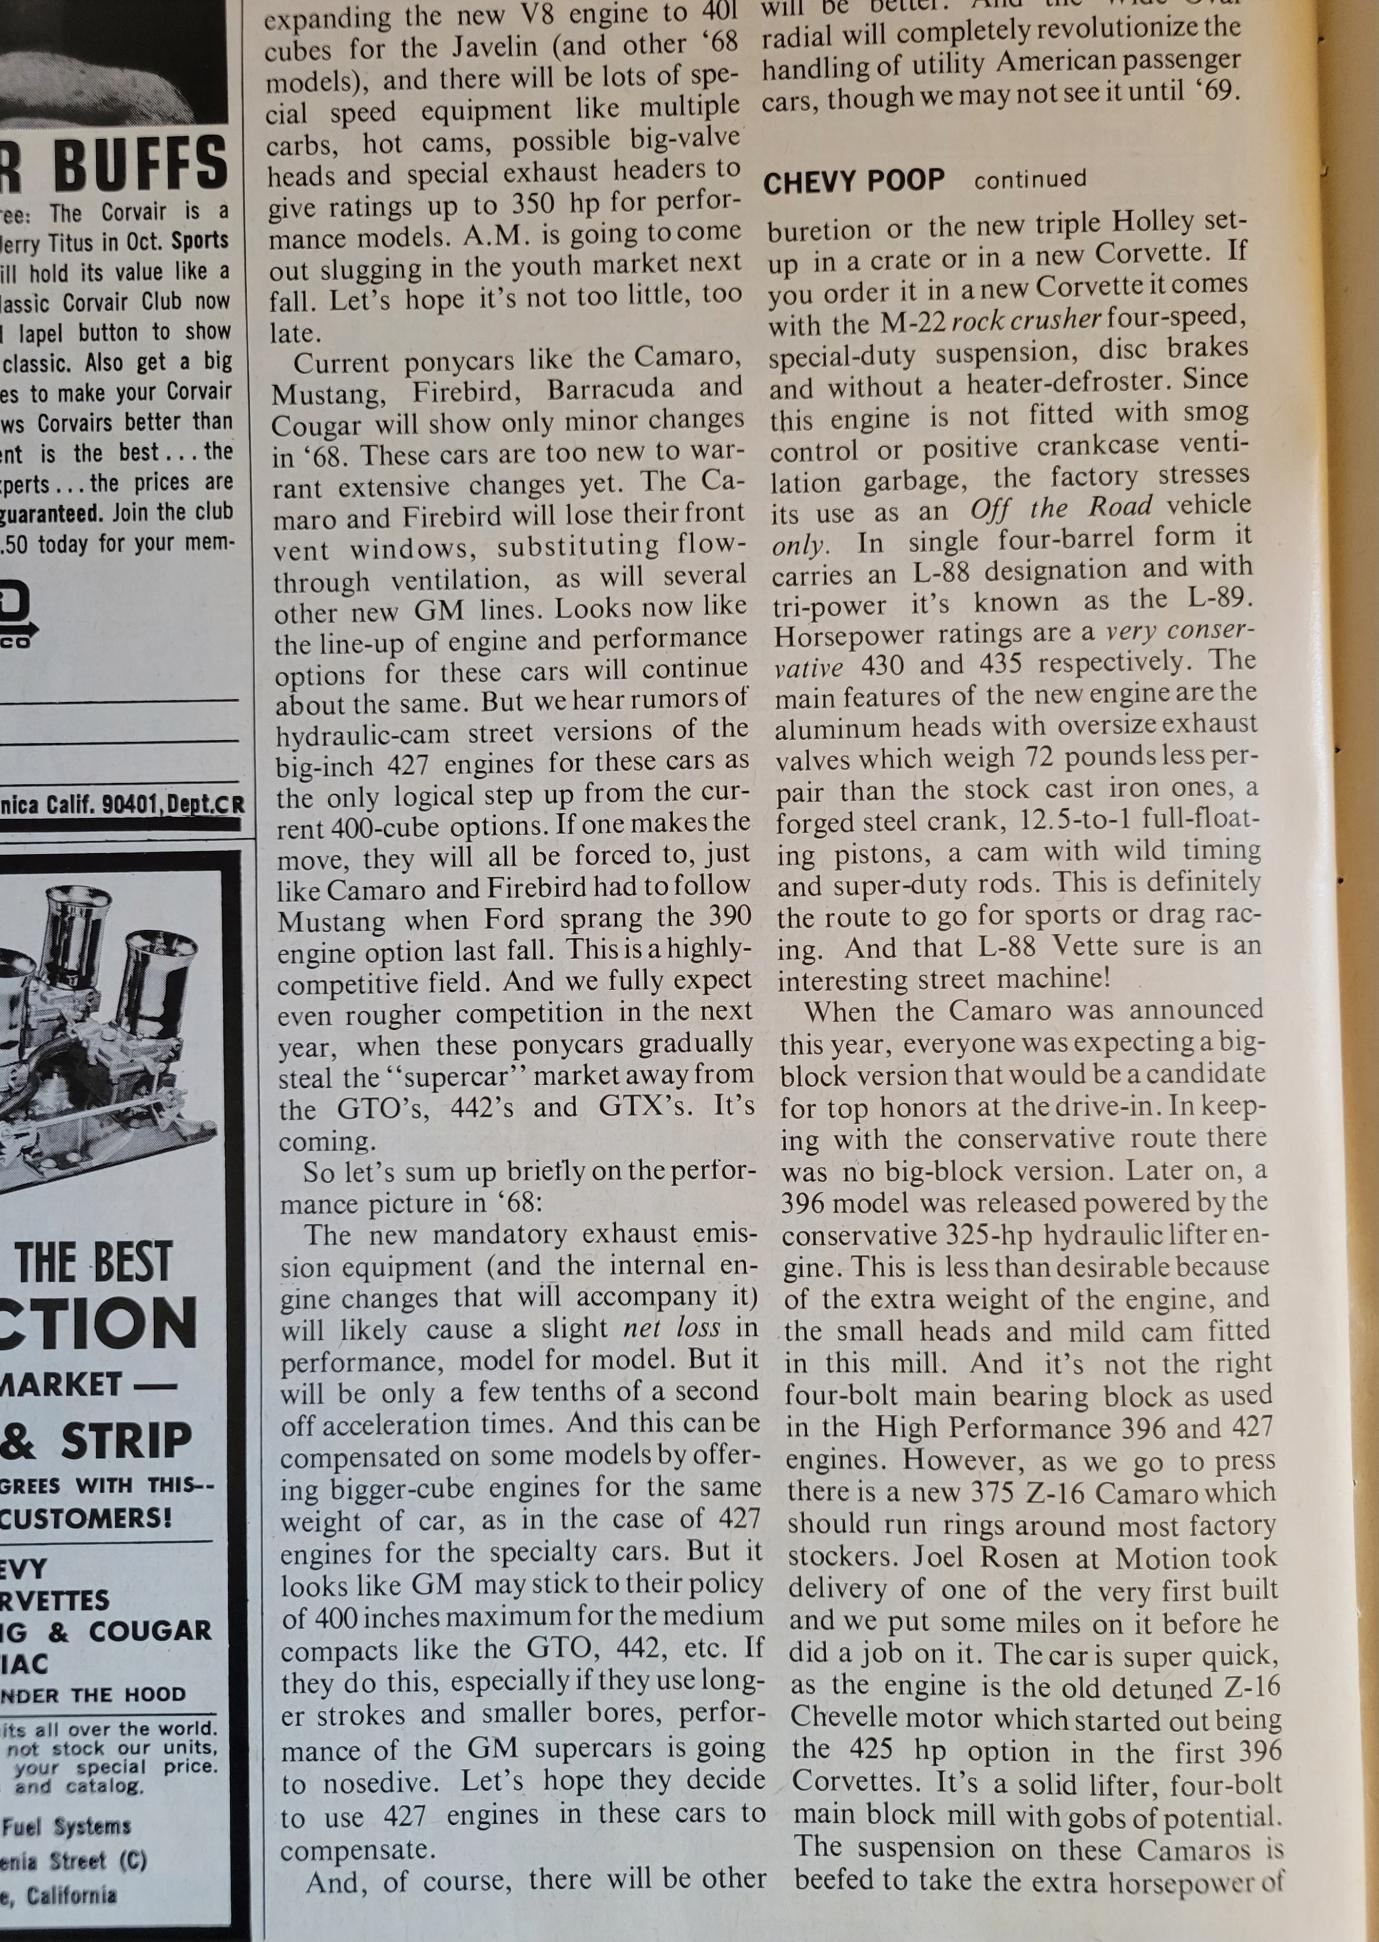 R BUFFS
ree: The Corvair is a
Jerry Titus in Oct. Sports
ill hold its value like a
lassic Corvair Club now
l lapel button to show
classic. Also get a big
es to make your Corvair
ws Corvairs better than
ent is the best... the
xperts... the prices are
guaranteed. Join the club
.50 today for your mem-
CO
nica Calif. 90401, Dept.CR
THE BEST
CTION
MARKET —
& STRIP
GREES WITH THIS--
CUSTOMERS!
EVY
RVETTES
NG & COUGAR
IAC
NDER THE HOOD
its all over the world.
not stock our units,
your special price.
and catalog.
Fuel Systems
enia Street (C)
e, California
expanding the new V8 engine to 401
cubes for the Javelin (and other ‘68
models), and there will be lots of spe-
cial speed equipment like multiple
carbs, hot cams, possible big-valve
heads and special exhaust headers to
give ratings up to 350 hp for perfor-
mance models. A.M. is going to come
out slugging in the youth market next
fall. Let's hope it's not too little, too
late.
Current ponycars like the Camaro,
Mustang, Firebird, Barracuda and
Cougar will show only minor changes
in ‘68. These cars are too new to war-
rant extensive changes yet. The Ca-
maro and Firebird will lose their front
vent windows, substituting flow-
through ventilation, as will several
other new GM lines. Looks now like
the line-up of engine and performance
options for these cars will continue
about the same. But we hear rumors of
hydraulic-cam street versions of the
big-inch 427 engines for these cars as
the only logical step up from the cur-
rent 400-cube options. If one makes the
move, they will all be forced to, just
like Camaro and Firebird had to follow
Mustang when Ford sprang the 390
engine option last fall. This is a highly-
competitive field. And we fully expect
even rougher competition in the next
year, when these ponycars gradually
steal the “supercar” market away from
the GTO's, 442's and GTX's. It's
coming.
So let's sum up briefly on the perfor-
mance picture in ‘68:
The new mandatory exhaust emis-
sion equipment (and the internal en-
gine changes that will accompany it)
will likely cause a slight net loss in
performance, model for model. But it
will be only a few tenths of a second
off acceleration times. And this can be
compensated on some models by offer-
ing bigger-cube engines for the same
weight of car, as in the case of 427
engines for the specialty cars. But it
looks like GM may stick to their policy
of 400 inches maximum for the medium
compacts like the GTO, 442, etc. If
they do this, especially if they use long-
er strokes and smaller bores, perfor-
mance of the GM supercars is going
to nosedive. Let's hope they decide
to use 427 engines in these cars to
compensate.
And, of course, there will be other
will be better. And the Wide Oval
radial will completely revolutionize the
handling of utility American passenger
cars, though we may not see it until ‘69.
CHEVY POOP continued
buretion or the new triple Holley set-
up in a crate or in a new Corvette. If
you order it in a new Corvette it comes
with the M-22 rock crusher four-speed,
special-duty suspension, disc brakes
and without a heater-defroster. Since
this engine is not fitted with smog
control or positive crankcase venti-
lation garbage, the factory stresses
its use as an Off the Road vehicle
only. In single four-barrel form it
carries an L-88 designation and with
tri-power it's known as the L-89.
Horsepower ratings are a very conser-
vative 430 and 435 respectively. The
main features of the new engine are the
aluminum heads with oversize exhaust
valves which weigh 72 pounds less per-
pair than the stock cast iron ones, a
forged steel crank, 12.5-to-1 full-float-
ing pistons, a cam with wild timing
and super-duty rods. This is definitely
the route to go for sports or drag rac-
ing. And that L-88 Vette sure is an
interesting street machine!
When the Camaro was announced
this year, everyone was expecting a big-
block version that would be a candidate
for top honors at the drive-in. In keep-
ing with the conservative route there
was no big-block version. Later on, a
396 model was released powered by the
conservative 325-hp hydraulic lifter en-
gine. This is less than desirable because
of the extra weight of the engine, and
the small heads and mild cam fitted
in this mill. And it's not the right
four-bolt main bearing block as used
in the High Performance 396 and 427
engines. However, as we go to press
there is a new 375 Z-16 Camaro which
should run rings around most factory
stockers. Joel Rosen at Motion took
delivery of one of the very first built
and we put some miles on it before he
did a job on it. The car is super quick,
as the engine is the old detuned Z-16
Chevelle motor which started out being
the 425 hp option in the first 396
Corvettes. It's a solid lifter, four-bolt
main block mill with gobs of potential.
The suspension on these Camaros is
beefed to take the extra horsepower of